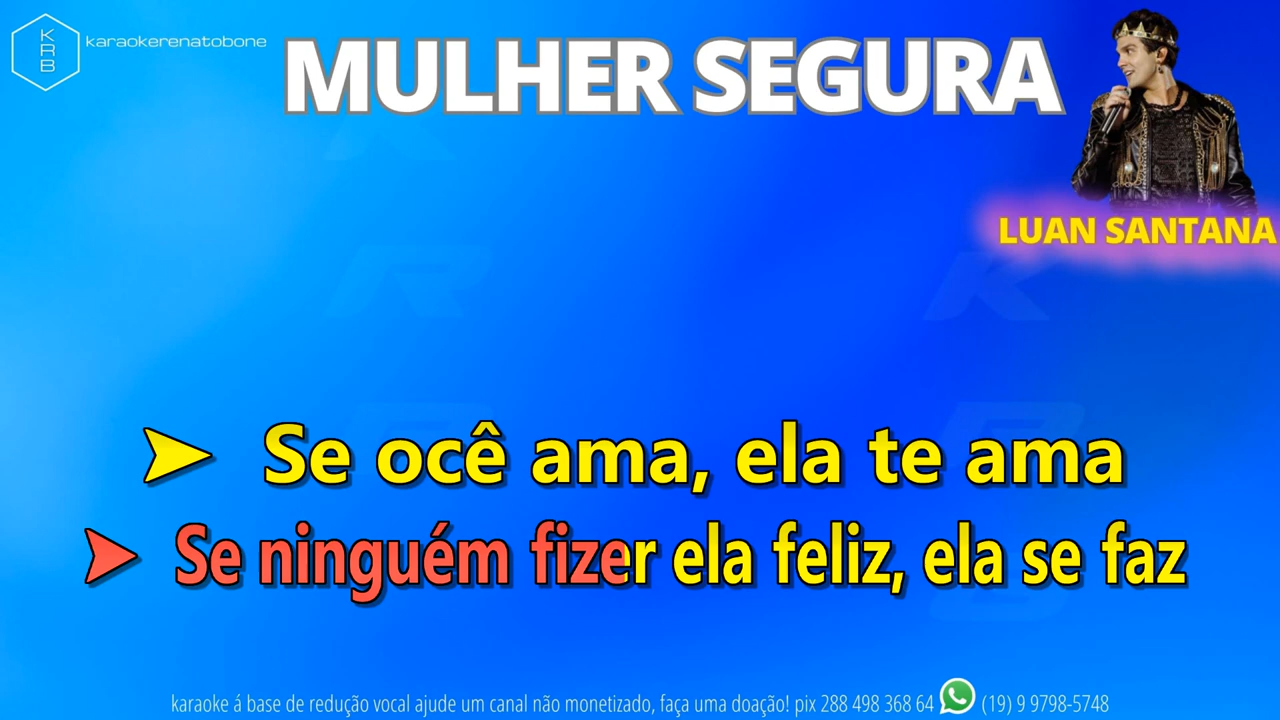 KRB
karaokerenatobone
MULHER SEGURA
LUAN SANTANA
Se ocê ama, ela te ama
Se ninguém fizer ela feliz, ela se faz
karaoke á base de redução vocal ajude um canal não monetizado, faça uma doação! pix 288 498 368 64 (19) 9 9798-5748